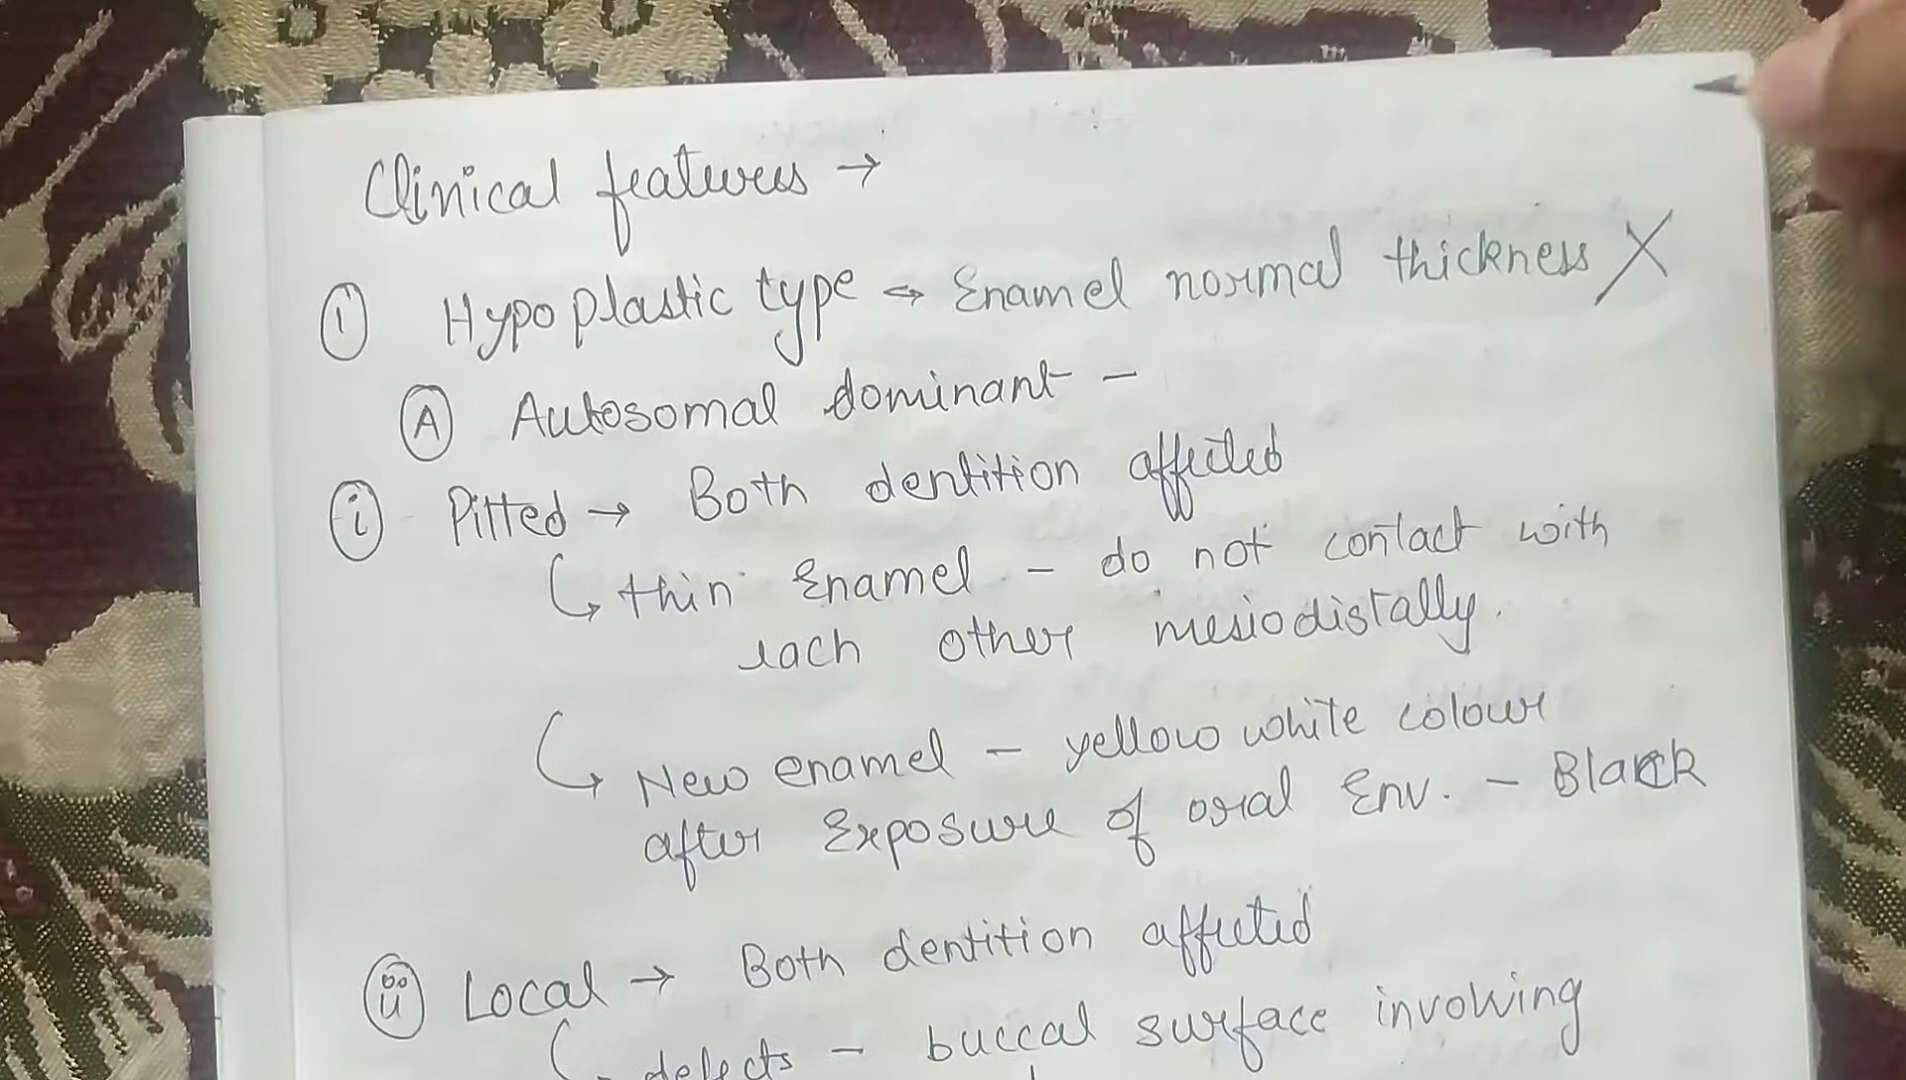 Clinical features →
① Hypoplastic type ↔ Enamel normal thickness X
Ⓐ Autosomal dominant -
ⓘ Pitted → Both dentition affected
↳ thin Enamel - do not contact with
each other mesiodistally.
↳ New enamel - yellow white colour
after Exposure of oral Env. - Black
ii Local → Both dentition affected
↳ defects - buccal surface involving